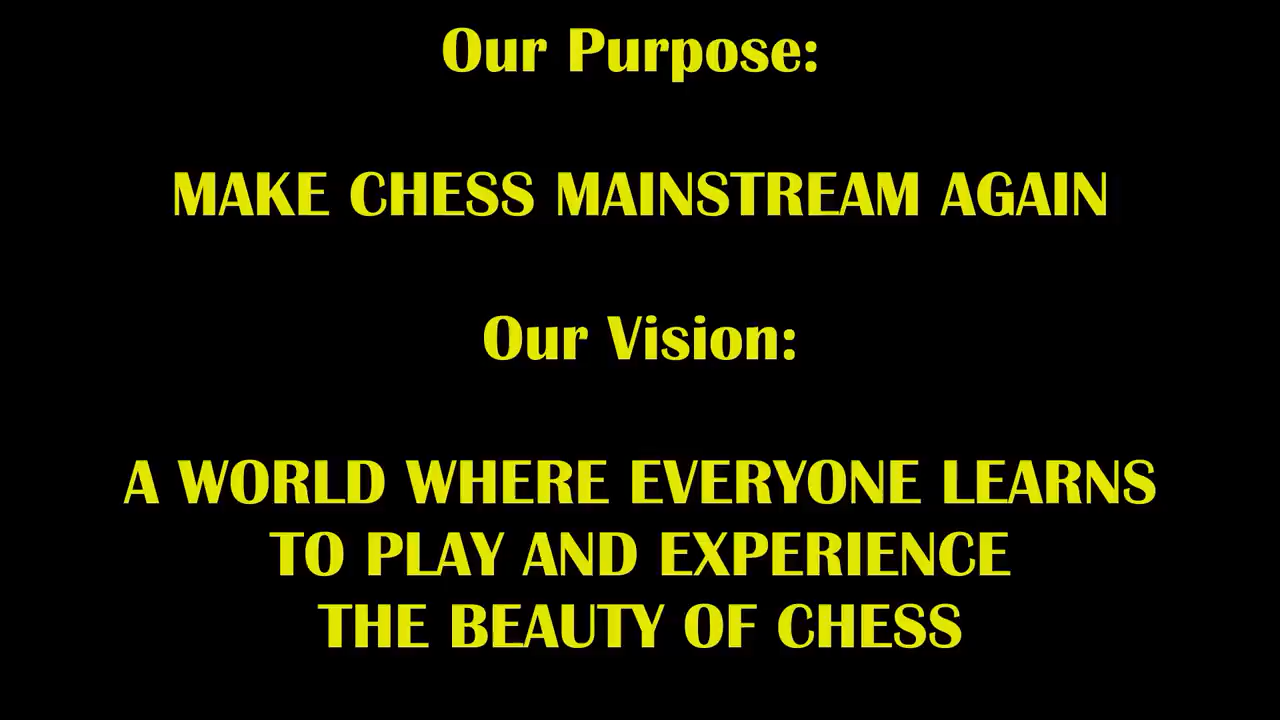 Our Purpose:
MAKE CHESS MAINSTREAM AGAIN
Our Vision:
A WORLD WHERE EVERYONE LEARNS
TO PLAY AND EXPERIENCE
THE BEAUTY OF CHESS